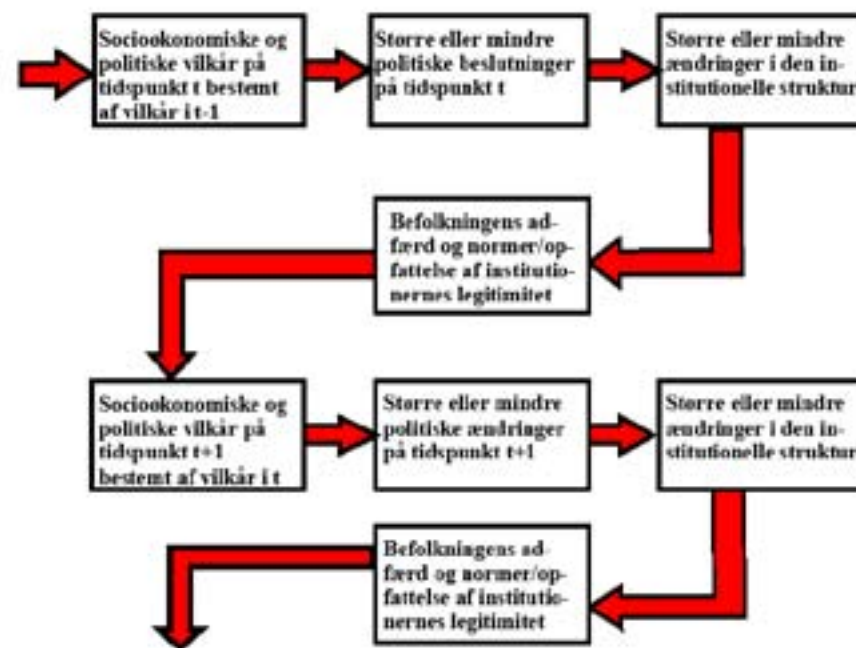 Socioøkonomiske og
politiske vilkår på
tidspunkt t bestemt
af vilkår i t-1
Større eller mindre
politiske beslutninger
på tidspunkt t
Større eller mindre
ændringer i den in-
stitutionelle struktur
Befolkningens ad-
færd og normer/op-
fattelse af institutio-
nernes legitimitet
Socioøkonomiske og
politiske vilkår på
tidspunkt t+1
bestemt af vilkår i t
Større eller mindre
politiske ændringer
på tidspunkt t+1
Større eller mindre
ændringer i den in-
stitutionelle struktur
Befolkningens ad-
færd og normer/op-
fattelse af institutio-
nernes legitimitet